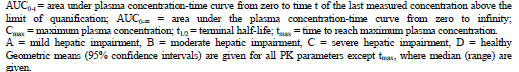 AUC₀₋ₜ = area under plasma concentration-time curve from zero to time t of the last measured concentration above the
limit of quanification; AUC₀₋∞ = area under the plasma concentration-time curve from zero to infinity;
Cₘₐₓ = maximum plasma concentration; t₁/₂ = terminal half-life; tₘₐₓ = time to reach maximum plasma concentration.
A = mild hepatic impairment, B = moderate hepatic impairment, C = severe hepatic impairment, D = healthy
Geometric means (95% confidence intervals) are given for all PK parameters except tₘₐₓ, where median (range) are
given.